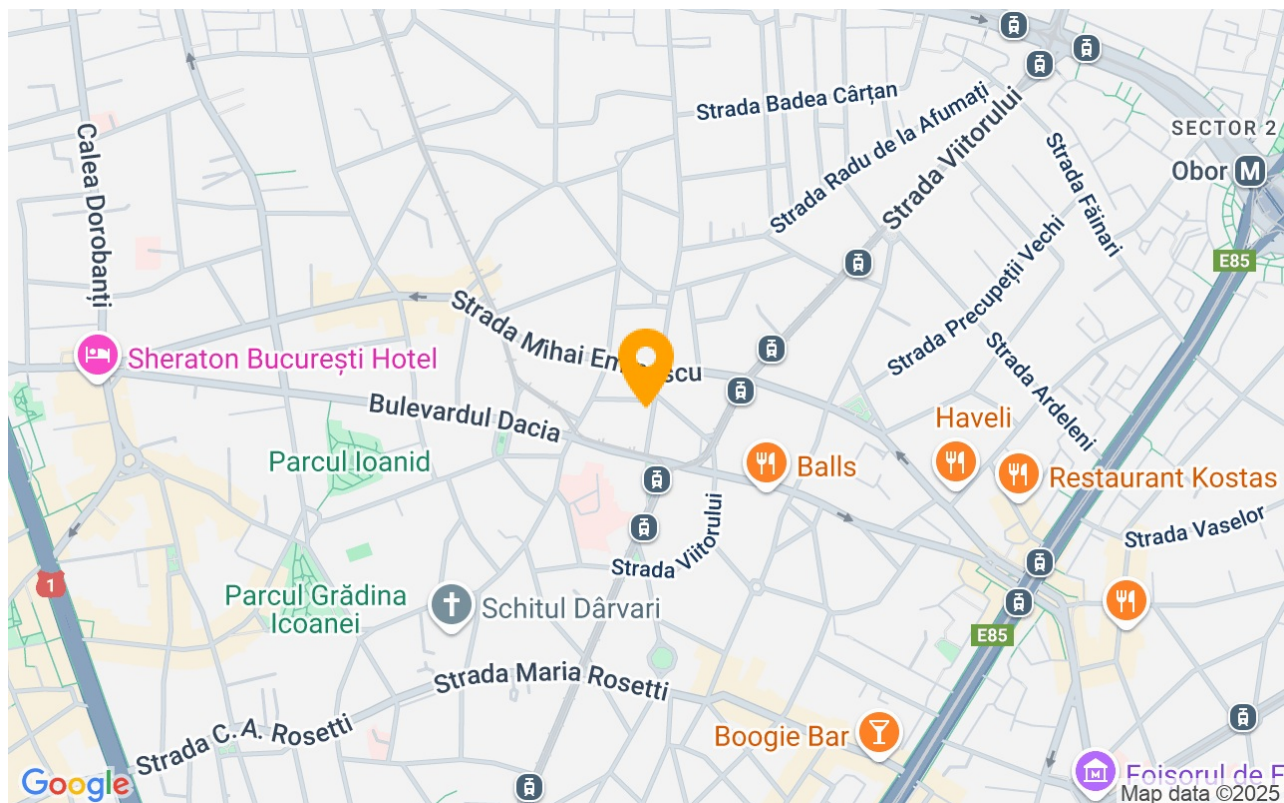 Strada Badea Cârțan
Strada Radu de la Afumați
Strada Viitorului
SECTOR 2
Obor M
Strada Făinari
E85
Calea Dorobanți
Strada Precupeții Vechi
Strada Mihai Em
scu
Sheraton București Hotel
Strada Ardeleni
Bulevardul Dacia
Haveli
Parcul Ioanid
Balls
Restaurant Kostas
Strada Viitorului
Strada Vaselor
1
Parcul Grădina
Icoanei
Schitul Dârvari
E85
Strada Maria Rosetti
Strada C. A. Rosetti
Boogie Bar
Foisorul de F
Google
Map data ©2025